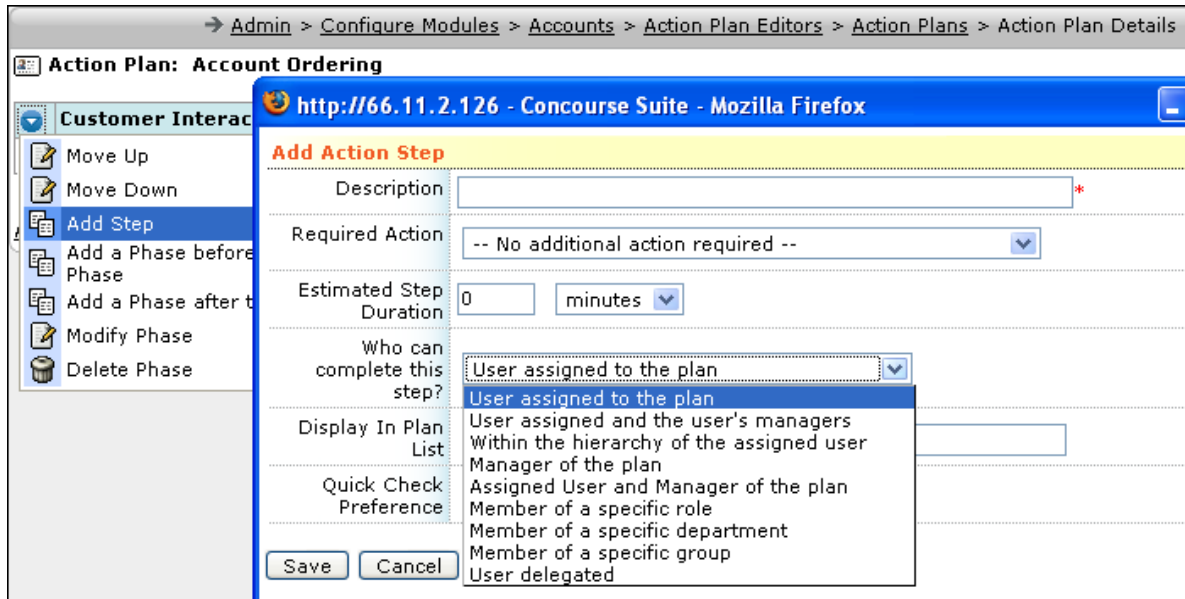 → Admin > Configure Modules > Accounts > Action Plan Editors > Action Plans > Action Plan Details
Action Plan: Account Ordering
Customer Interac
Move Up
Move Down
Add Step
Add a Phase before
Phase
Add a Phase after t
Modify Phase
Delete Phase
http://66.11.2.126 - Concourse Suite - Mozilla Firefox
Add Action Step
Description *
Required Action -- No additional action required --
Estimated Step
Duration 0 minutes
Who can
complete this
step? User assigned to the plan
User assigned to the plan
User assigned and the user's managers
Within the hierarchy of the assigned user
Manager of the plan
Assigned User and Manager of the plan
Member of a specific role
Member of a specific department
Member of a specific group
User delegated
Display In Plan
List
Quick Check
Preference
Save Cancel